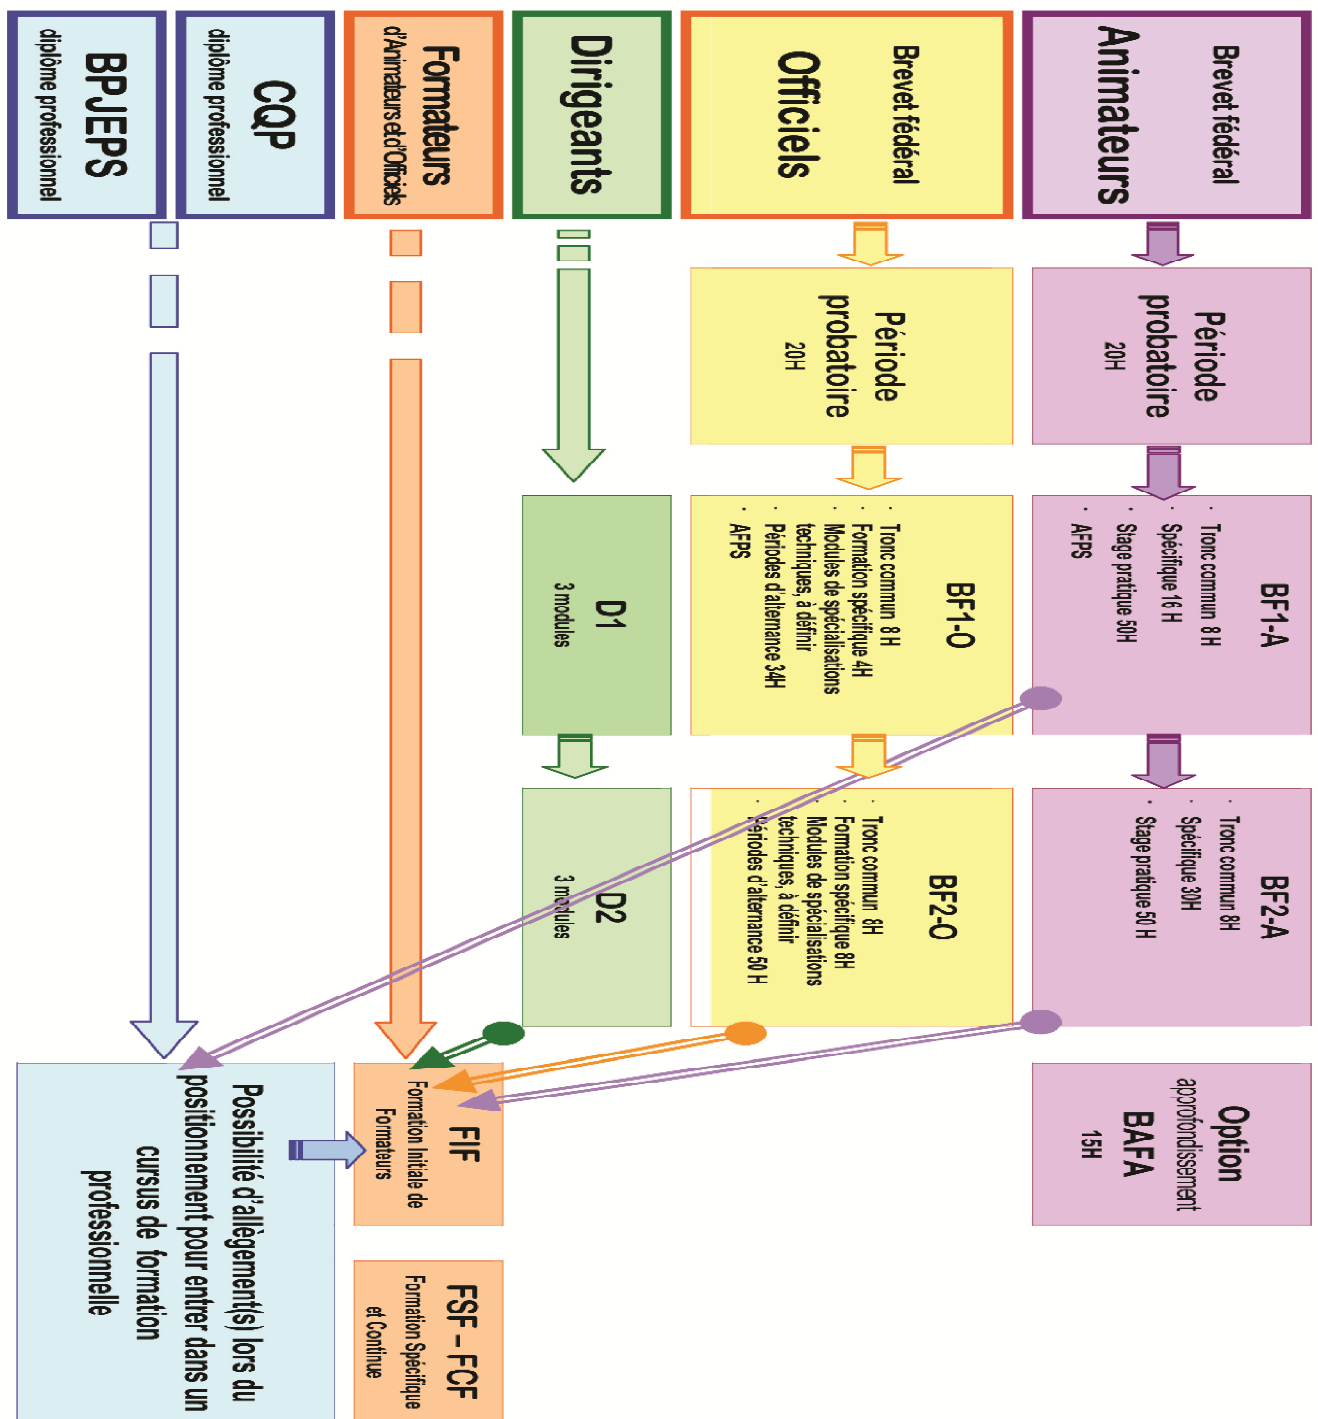 Brevet fédéral
Animateurs
Période
probatoire
20H
BF1-A
· Tronc commun 8 H
· Spécifique 16 H
· Stage pratique 50H
· AFPS
BF2-A
· Tronc commun 8H
· Spécifique 30H
· Stage pratique 50 H
Option
approfondissement
BAFA
15H
Brevet fédéral
Officiels
Période
probatoire
20H
BF1-O
· Tronc commun 8 H
· Formation spécifique 4H
· Modules de spécialisations
techniques, à définir
· Périodes d'alternance 34H
· AFPS
BF2-O
· Tronc commun 8H
· Formation spécifique 8H
· Modules de spécialisations
techniques, à définir
· Périodes d'alternance 50 H
Dirigeants
D1
3 modules
D2
3 modules
Formateurs
d'Animateurs et d'Officiels
FIF
Formation Initiale de
Formateurs
FSF – FCF
Formation Spécifique
et Continue
CQP
diplôme professionnel
BPJEPS
diplôme professionnel
Possibilité d'allègement(s) lors du
positionnement pour entrer dans un
cursus de formation
professionnelle